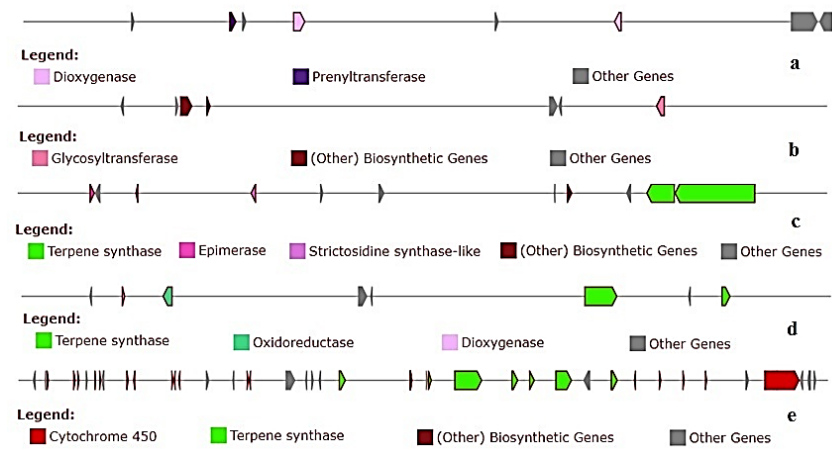 Legend:
a
Dioxygenase Prenyltransferase Other Genes
Legend:
b
Glycosyltransferase (Other) Biosynthetic Genes Other Genes
c
Legend:
Terpene synthase Epimerase Strictosidine synthase-like (Other) Biosynthetic Genes Other Genes
Legend:
d
Terpene synthase Oxidoreductase Dioxygenase Other Genes
Legend:
e
Cytochrome 450 Terpene synthase (Other) Biosynthetic Genes Other Genes